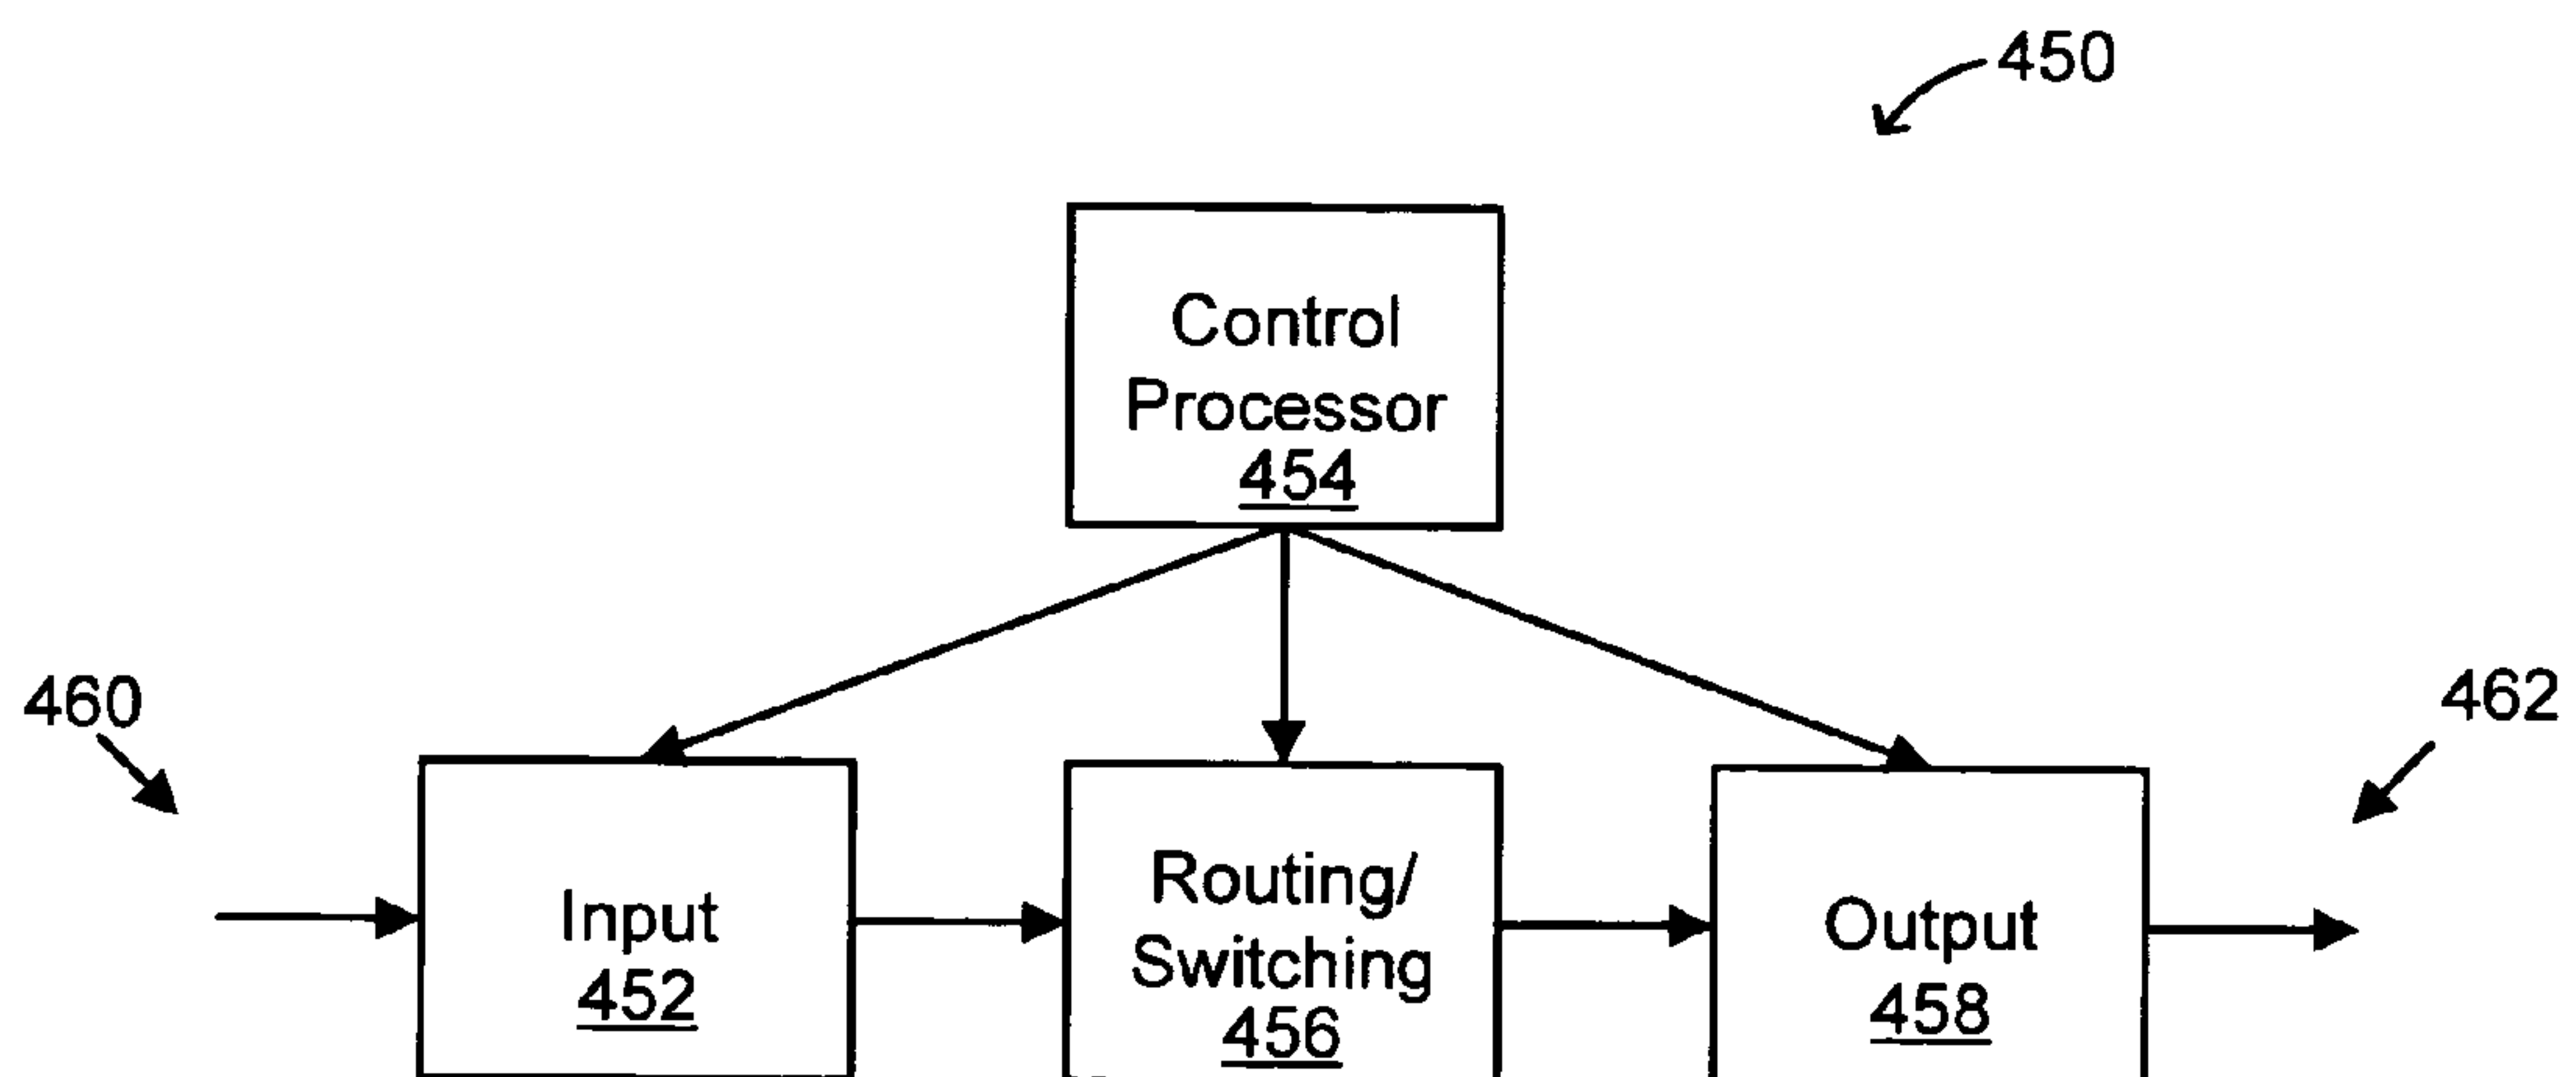 450
Control
Processor
454
460
462
Input
452
Routing/
Switching
456
Output
458